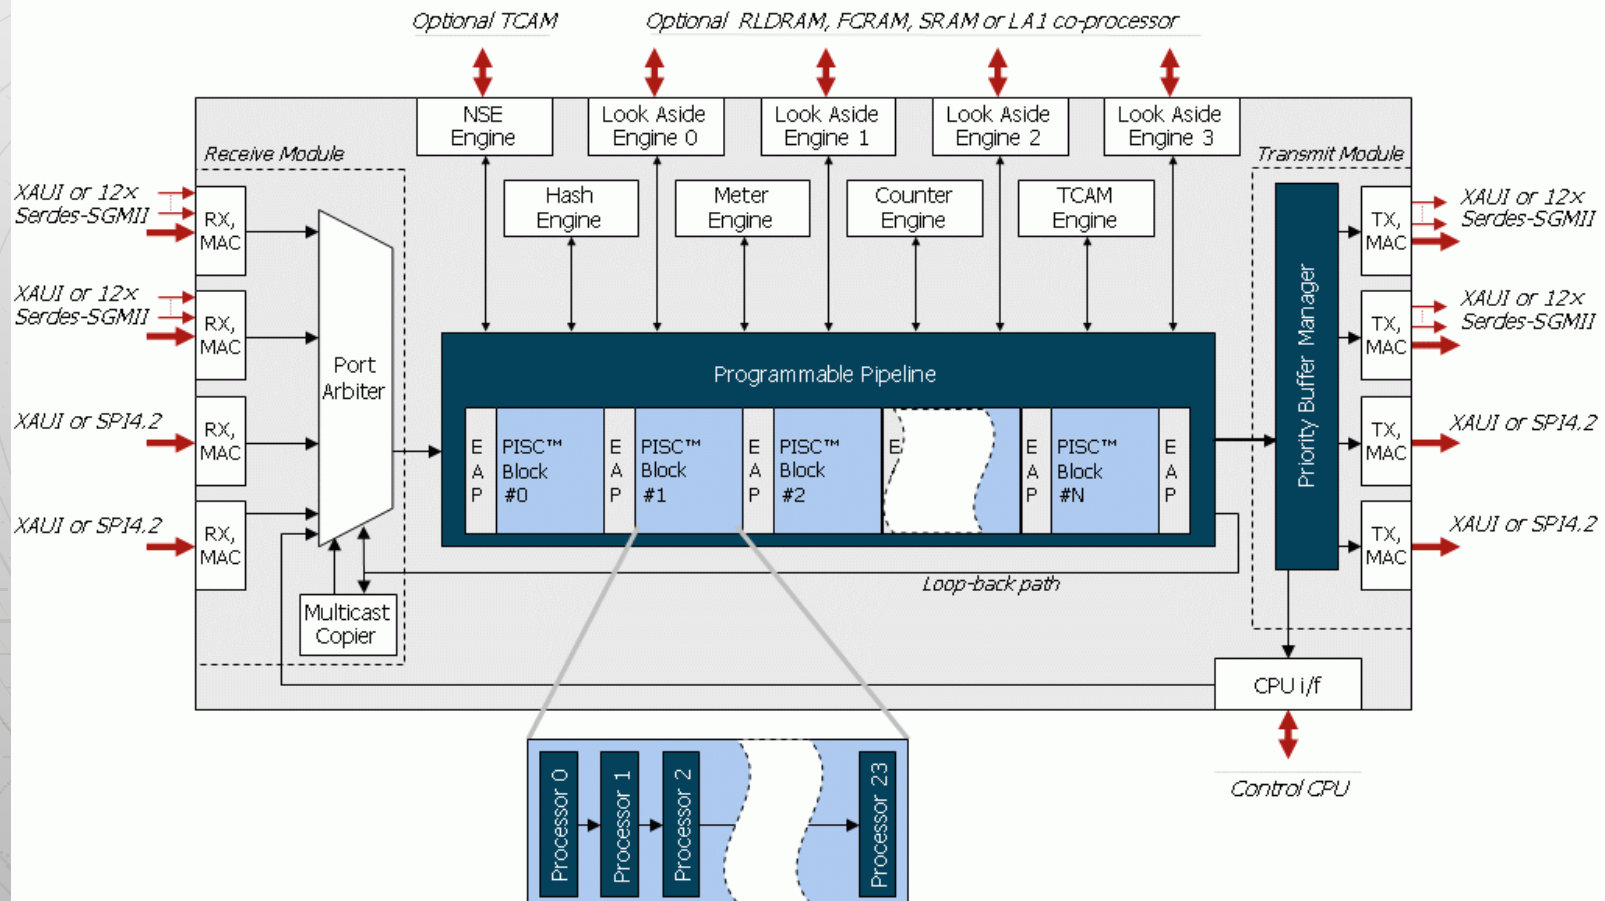 Optional TCAM
Optional RLDRAM, FCRAM, SRAM or LA1 co-processor
NSE
Engine
Look Aside
Engine 0
Look Aside
Engine 1
Look Aside
Engine 2
Look Aside
Engine 3
Receive Module
Transmit Module
Hash
Engine
Meter
Engine
Counter
Engine
TCAM
Engine
XAUI or 12x
Serdes-SGMII
RX,
MAC
XAUI or 12x
Serdes-SGMII
RX,
MAC
XAUI or SPI4.2
RX,
MAC
XAUI or SPI4.2
RX,
MAC
Port
Arbiter
Multicast
Copier
Programmable Pipeline
EAP
PISC™
Block
#0
EAP
PISC™
Block
#1
EAP
PISC™
Block
#2
E
EAP
PISC™
Block
#N
EAP
Loop-back path
Priority Buffer Manager
TX,
MAC
XAUI or 12x
Serdes-SGMII
TX,
MAC
XAUI or 12x
Serdes-SGMII
TX,
MAC
XAUI or SPI4.2
TX,
MAC
XAUI or SPI4.2
CPU i/f
Control CPU
Processor 0
Processor 1
Processor 2
Processor 23